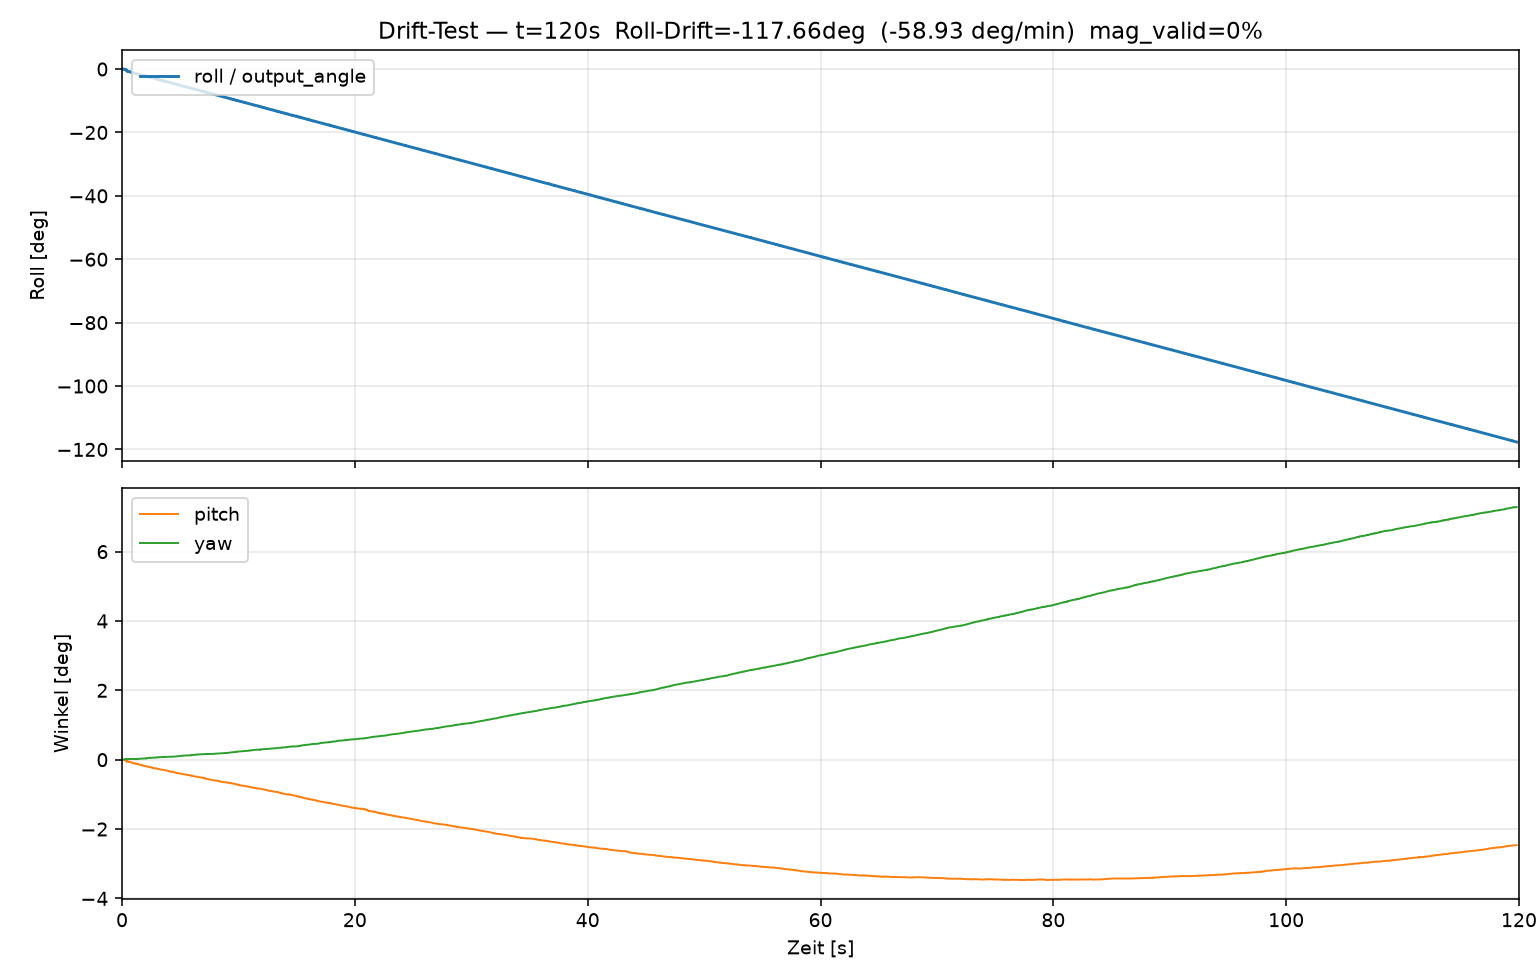 Drift-Test — t=120s  Roll-Drift=-117.66deg  (-58.93 deg/min)  mag_valid=0%
roll / output_angle
0
−20
−40
−60
−80
−100
−120
Roll [deg]
pitch
yaw
6
4
2
0
−2
−4
Winkel [deg]
0 20 40 60 80 100 120
Zeit [s]